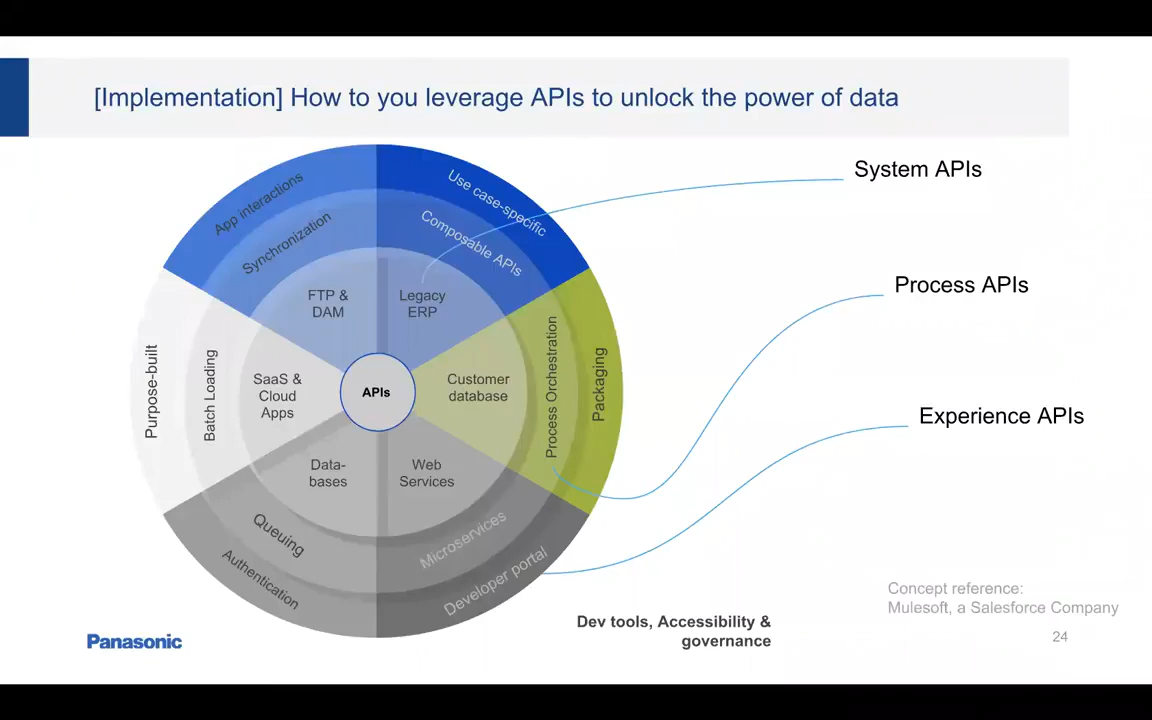 [Implementation] How to you leverage APIs to unlock the power of data
App interactions
Use case-specific
Synchronization
Composable APIs
FTP &
DAM
Legacy
ERP
Purpose-built
Batch Loading
SaaS &
Cloud
Apps
APIs
Customer
database
Process Orchestration
Packaging
Data-
bases
Web
Services
Queuing
Microservices
Authentication
Developer portal
System APIs
Process APIs
Experience APIs
Dev tools, Accessibility &
governance
Concept reference:
Mulesoft, a Salesforce Company
Panasonic
24